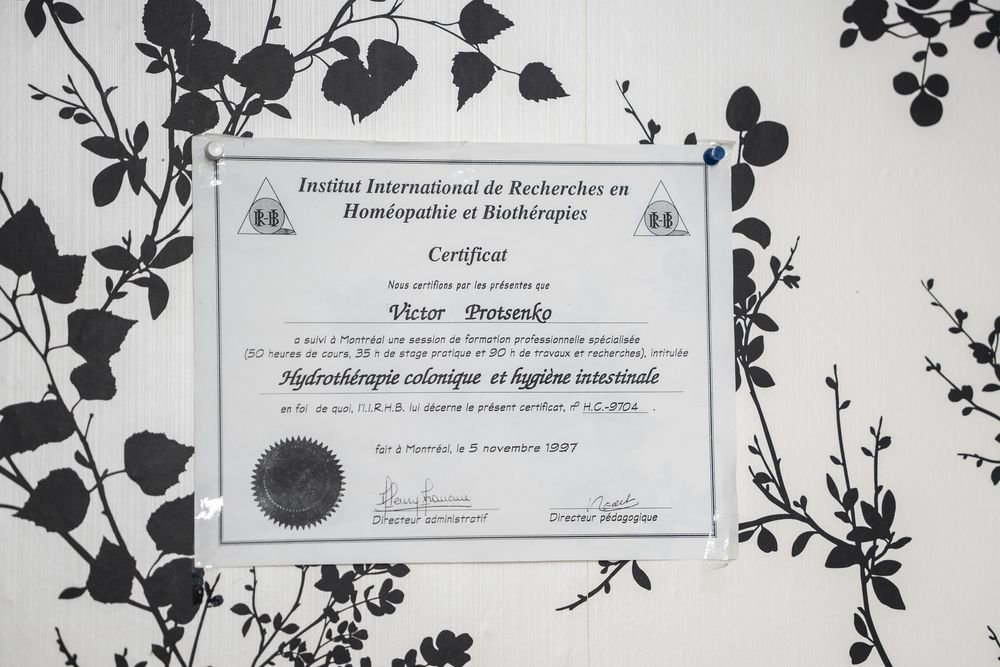 Institut International de Recherches en
Homéopathie et Biothérapies
Certificat
Nous certifions par les présentes que
Victor Protsenko
a suivi à Montréal une session de formation professionnelle spécialisée
(50 heures de cours, 35 h de stage pratique et 90 h de travaux et recherches), intitulée
Hydrothérapie colonique et hygiène intestinale
en foi de quoi, l'I.I.R.H.B. lui décerne le présent certificat, nº H.C.-9704 .
fait à Montréal, le 5 novembre 1997
Directeur administratif
Directeur pédagogique